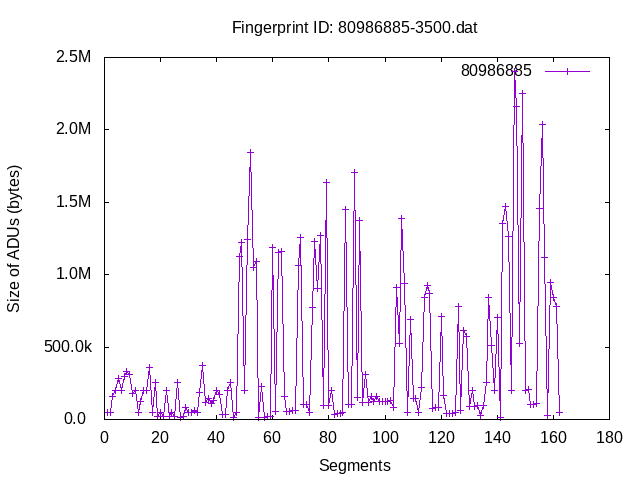 Fingerprint ID: 80986885-3500.dat
2.5M
80986885
2.0M
1.5M
1.0M
500.0k
0.0
Size of ADUs (bytes)
0 20 40 60 80 100 120 140 160 180
Segments